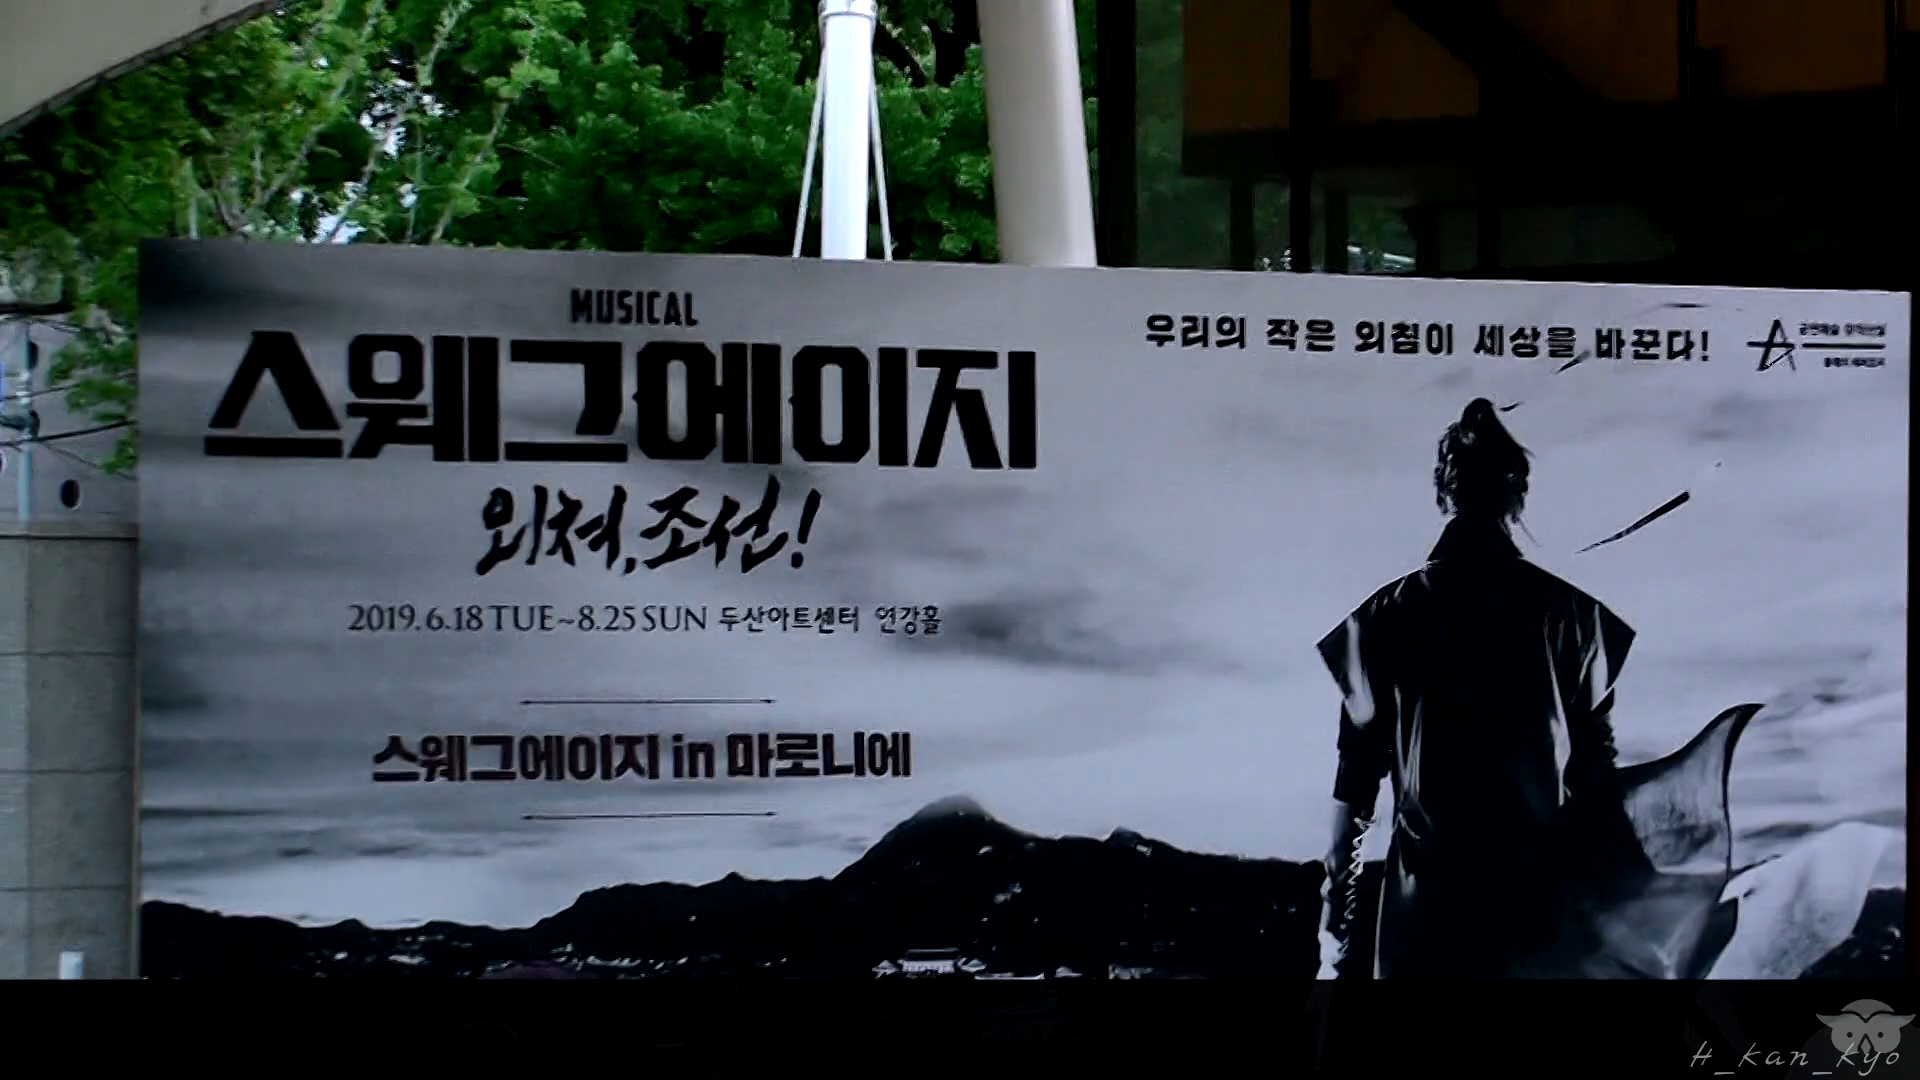 MUSICAL
스웨그에이지
외쳐, 조선!
2019.6.18 TUE~8.25 SUN 두산아트센터 연강홀
스웨그에이지 in 마로니에
우리의 작은 외침이 세상을 바꾼다!
H_kan_kyo